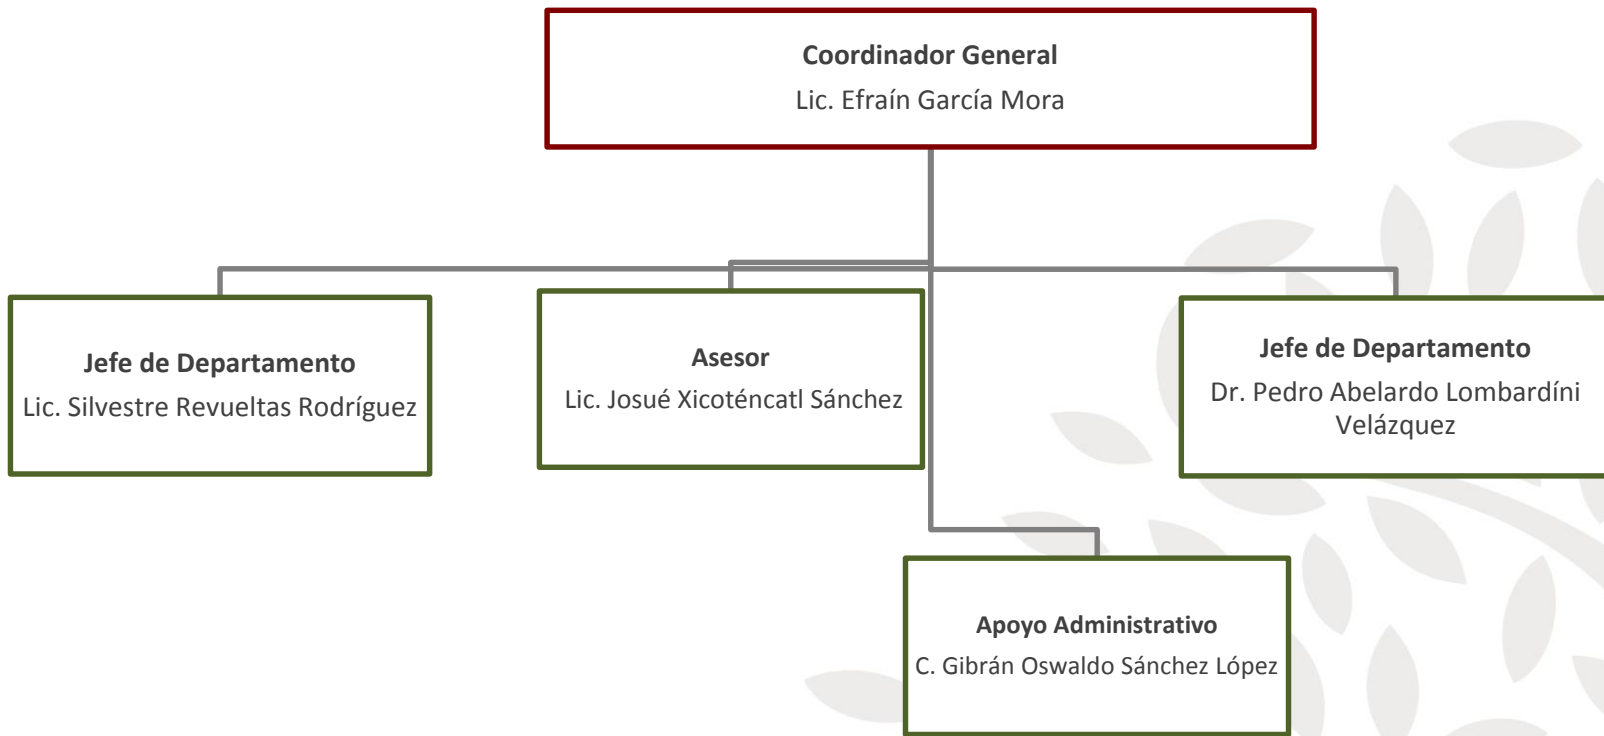 Coordinador General
Lic. Efraín García Mora
Jefe de Departamento
Lic. Silvestre Revueltas Rodríguez
Asesor
Lic. Josué Xicoténcatl Sánchez
Jefe de Departamento
Dr. Pedro Abelardo Lombardíni
Velázquez
Apoyo Administrativo
C. Gibrán Oswaldo Sánchez López